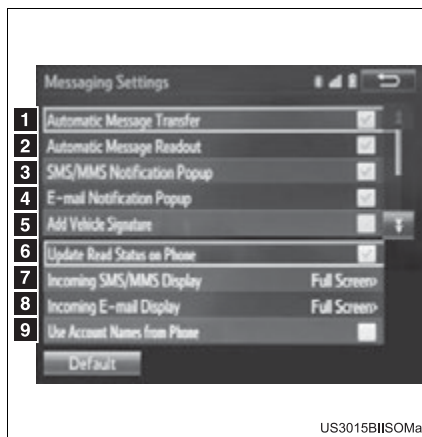 Messaging Settings
1 Automatic Message Transfer
2 Automatic Message Readout
3 SMS/MMS Notification Popup
4 E-mail Notification Popup
5 Add Vehicle Signature
6 Update Read Status on Phone
7 Incoming SMS/MMS Display Full Screen>
8 Incoming E-mail Display Full Screen>
9 Use Account Names from Phone
Default
US3015BIISOMa